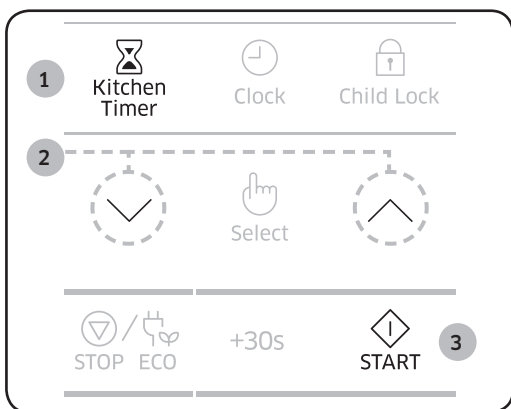 1
Kitchen
Timer
Clock
Child Lock
2
Select
STOP / ECO
+30s
START
3